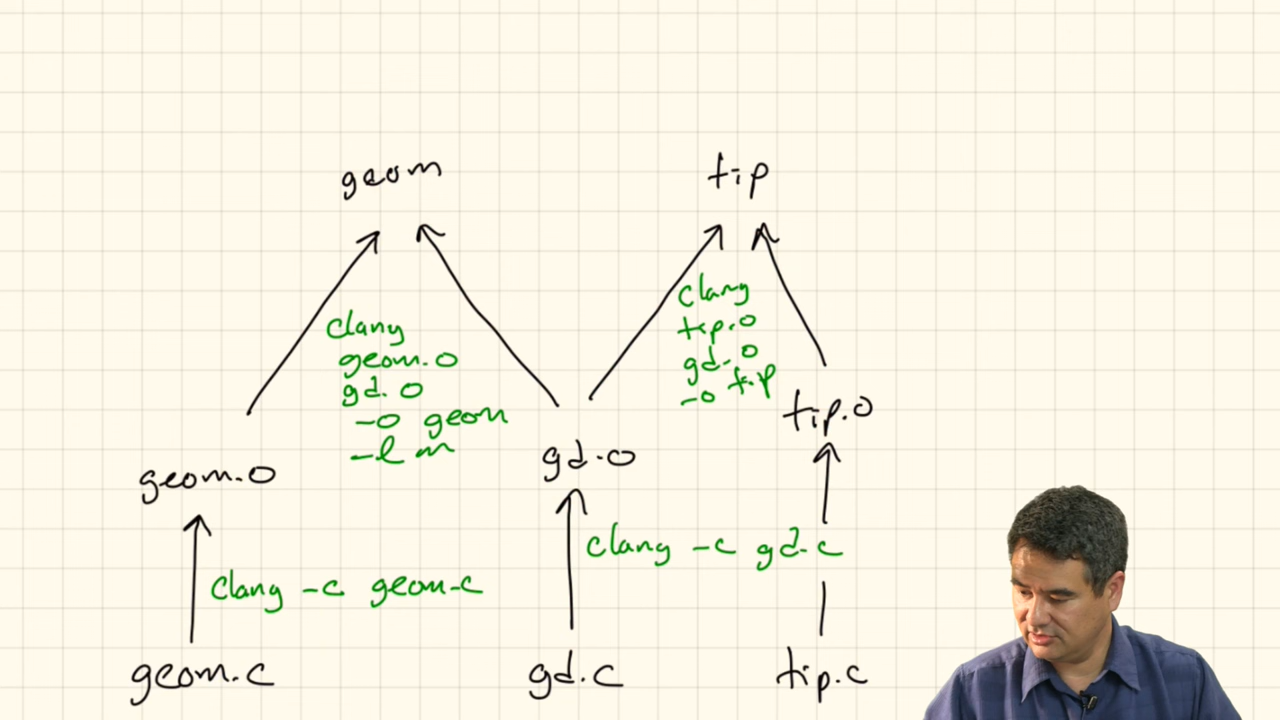 geom
tip
clang
geom.o
gd.o
-o geom
-lm
clang
tip.o
gd.o
-o tip
geom.o
gd.o
tip.o
clang -c geom.c
clang -c gd.c
geom.c
gd.c
tip.c